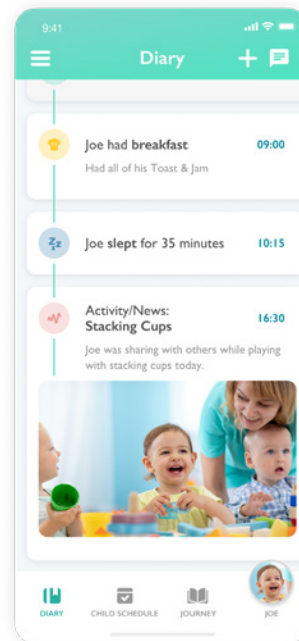 9:41
Diary
Joe had breakfast 09:00
Had all of his Toast & Jam
Zzz
Joe slept for 35 minutes 10:15
Activity/News:
Stacking Cups 16:30
Joe was sharing with others while playing
with stacking cups today.
DIARY CHILD SCHEDULE JOURNEY JOE